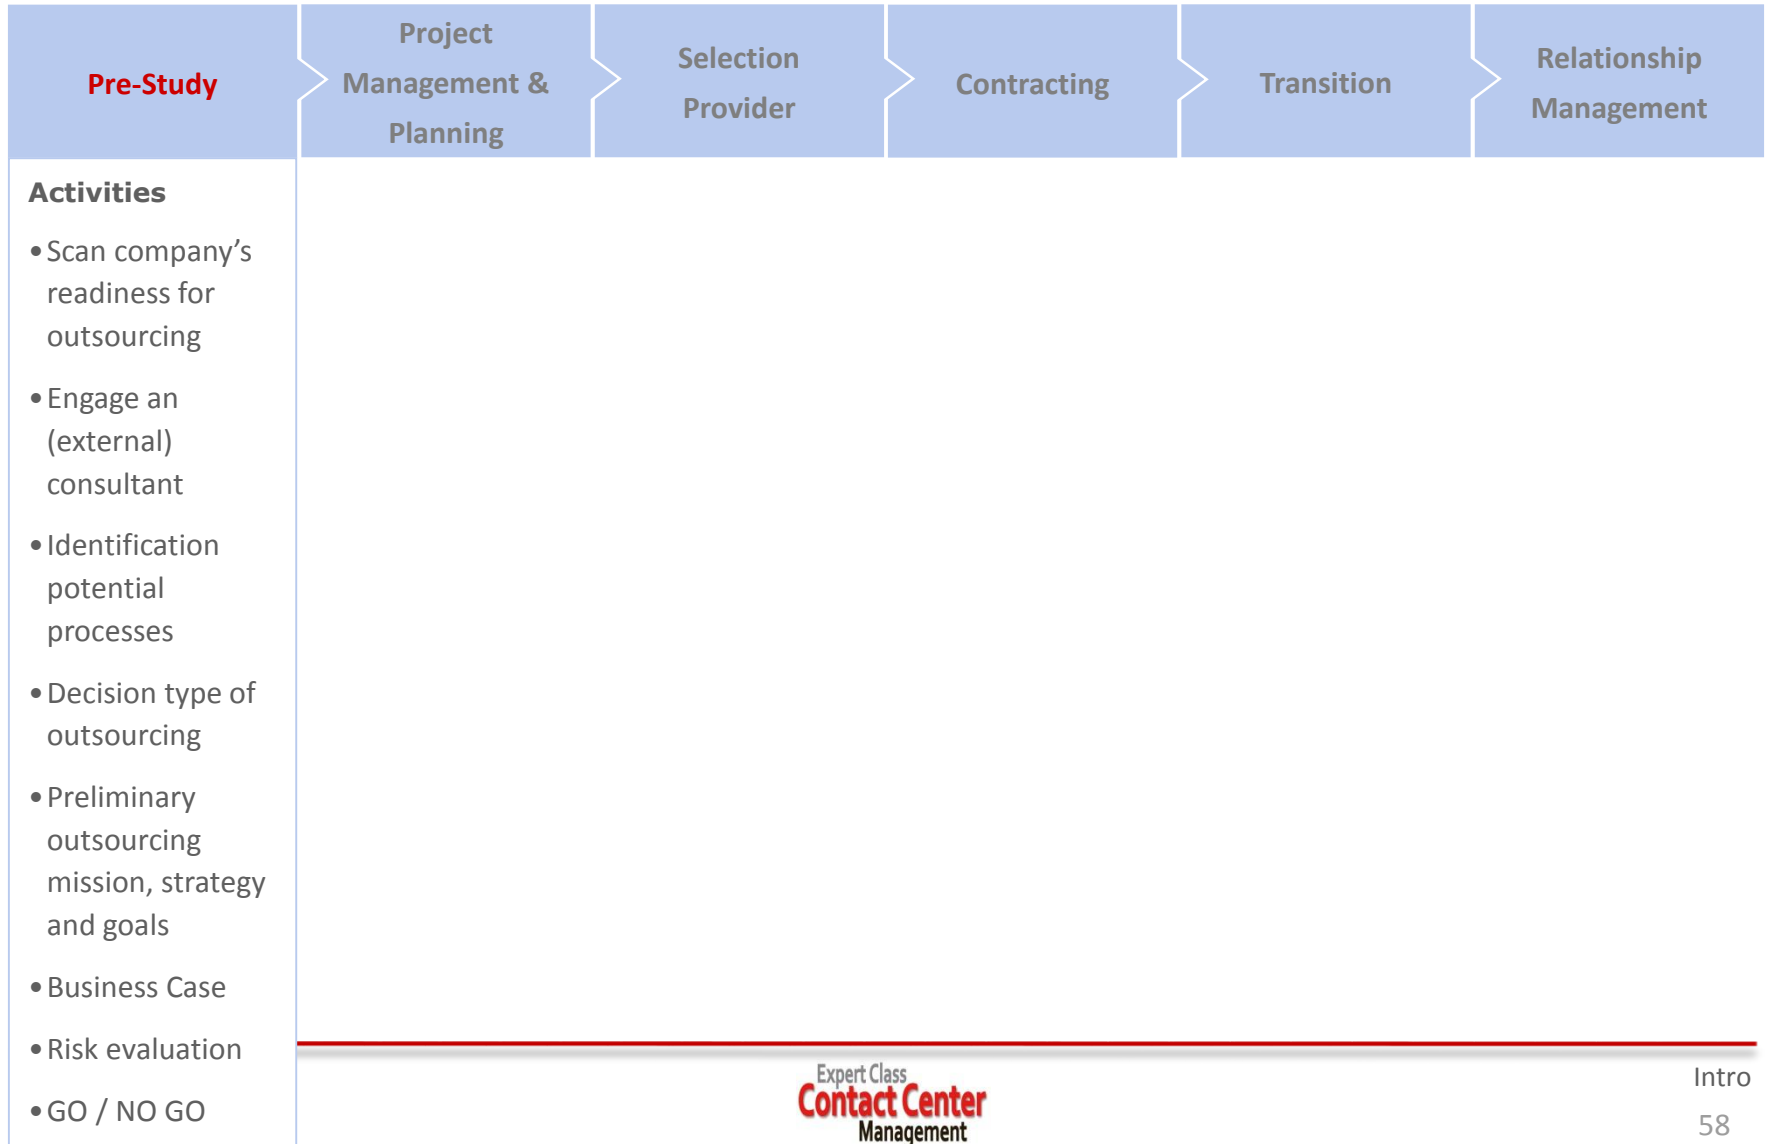 Pre-Study
Project
Management &
Planning
Selection
Provider
Contracting
Transition
Relationship
Management
Activities
•Scan company’s
readiness for
outsourcing
•Engage an
(external)
consultant
•Identification
potential
processes
•Decision type of
outsourcing
•Preliminary
outsourcing
mission, strategy
and goals
•Business Case
•Risk evaluation
•GO / NO GO
Expert Class
Contact Center
Management
Intro
58